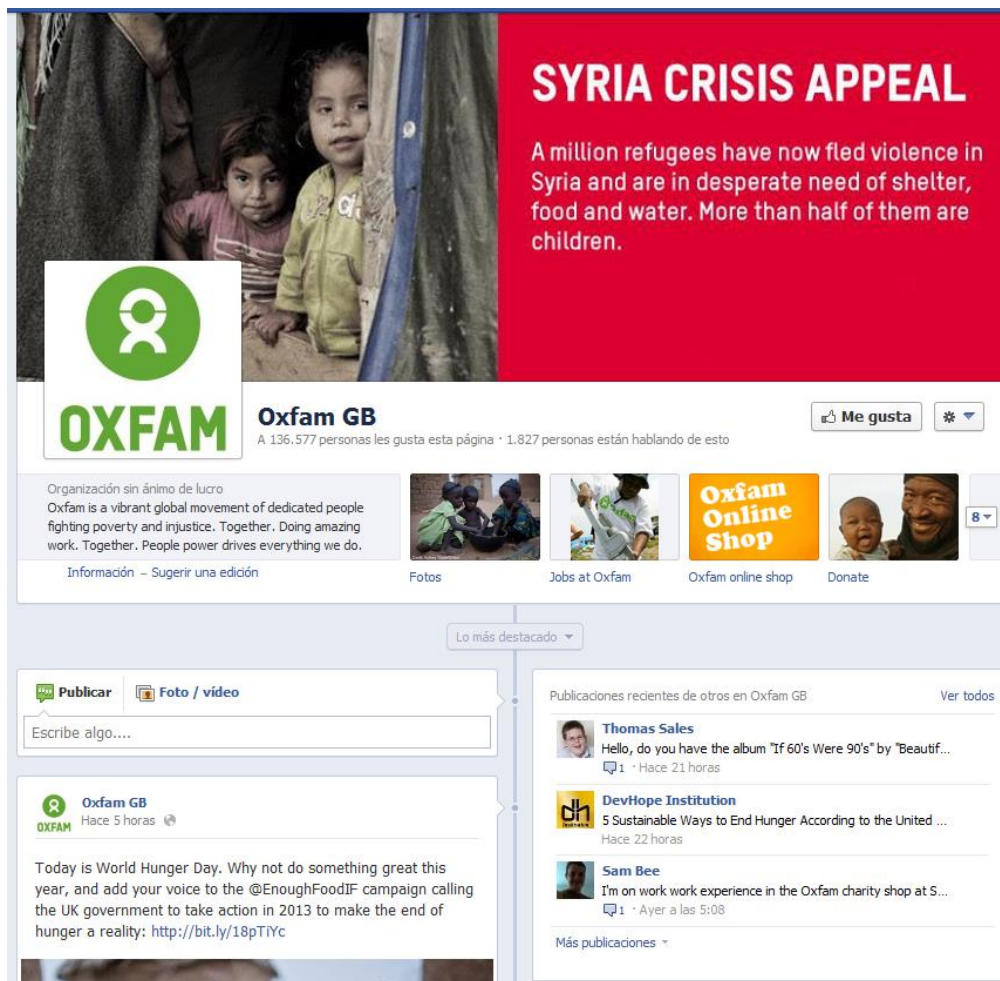 SYRIA CRISIS APPEAL
A million refugees have now fled violence in
Syria and are in desperate need of shelter,
food and water. More than half of them are
children.
OXFAM
Oxfam GB
A 136.577 personas les gusta esta página · 1.827 personas están hablando de esto
Me gusta
Organización sin ánimo de lucro
Oxfam is a vibrant global movement of dedicated people
fighting poverty and injustice. Together. Doing amazing
work. Together. People power drives everything we do.
Información – Sugerir una edición
Fotos
Jobs at Oxfam
Oxfam
Online
Shop
Oxfam online shop
Donate
8
Lo más destacado
Publicar
Foto / vídeo
Escribe algo....
Oxfam GB
OXFAM
Hace 5 horas
Today is World Hunger Day. Why not do something great this
year, and add your voice to the @EnoughFoodIF campaign calling
the UK government to take action in 2013 to make the end of
hunger a reality: http://bit.ly/18pTiYc
Publicaciones recientes de otros en Oxfam GB
Ver todos
Thomas Sales
Hello, do you have the album "If 60's Were 90's" by "Beautif...
1 · Hace 21 horas
dh
DevHope Institution
5 Sustainable Ways to End Hunger According to the United ...
Hace 22 horas
Sam Bee
I'm on work work experience in the Oxfam charity shop at S...
1 · Ayer a las 5:08
Más publicaciones